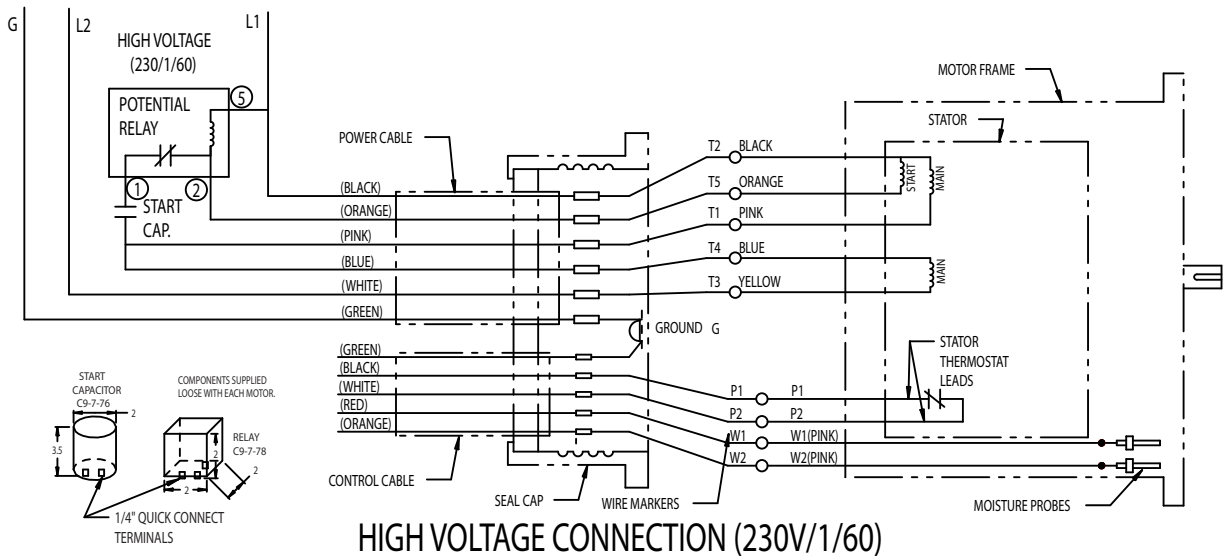 G
L2
L1
HIGH VOLTAGE
(230/1/60)
POTENTIAL
RELAY
5
1
2
START
CAP.
POWER CABLE
(BLACK)
(ORANGE)
(PINK)
(BLUE)
(WHITE)
(GREEN)
(GREEN)
(BLACK)
(WHITE)
(RED)
(ORANGE)
CONTROL CABLE
SEAL CAP
WIRE MARKERS
GROUND G
T2 BLACK
T5 ORANGE
T1 PINK
T4 BLUE
T3 YELLOW
P1 P1
P2 P2
W1 W1(PINK)
W2 W2(PINK)
MOTOR FRAME
STATOR
START
MAIN
MAIN
STATOR
THERMOSTAT
LEADS
MOISTURE PROBES
START
CAPACITOR
C9-7-76
2
3.5
COMPONENTS SUPPLIED
LOOSE WITH EACH MOTOR.
RELAY
C9-7-78
2
2
2
1/4" QUICK CONNECT
TERMINALS
HIGH VOLTAGE CONNECTION (230V/1/60)